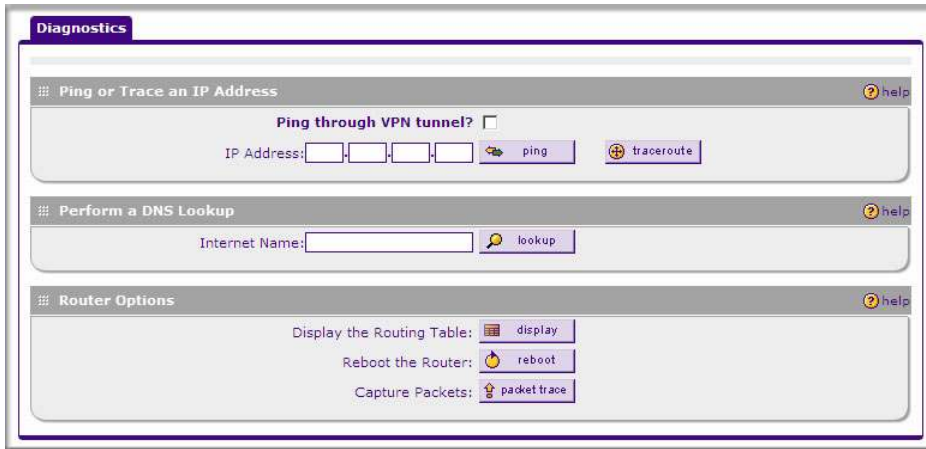 Diagnostics
Ping or Trace an IP Address
help
Ping through VPN tunnel?
IP Address: . . . ping traceroute
Perform a DNS Lookup
help
Internet Name: lookup
Router Options
help
Display the Routing Table: display
Reboot the Router: reboot
Capture Packets: packet trace